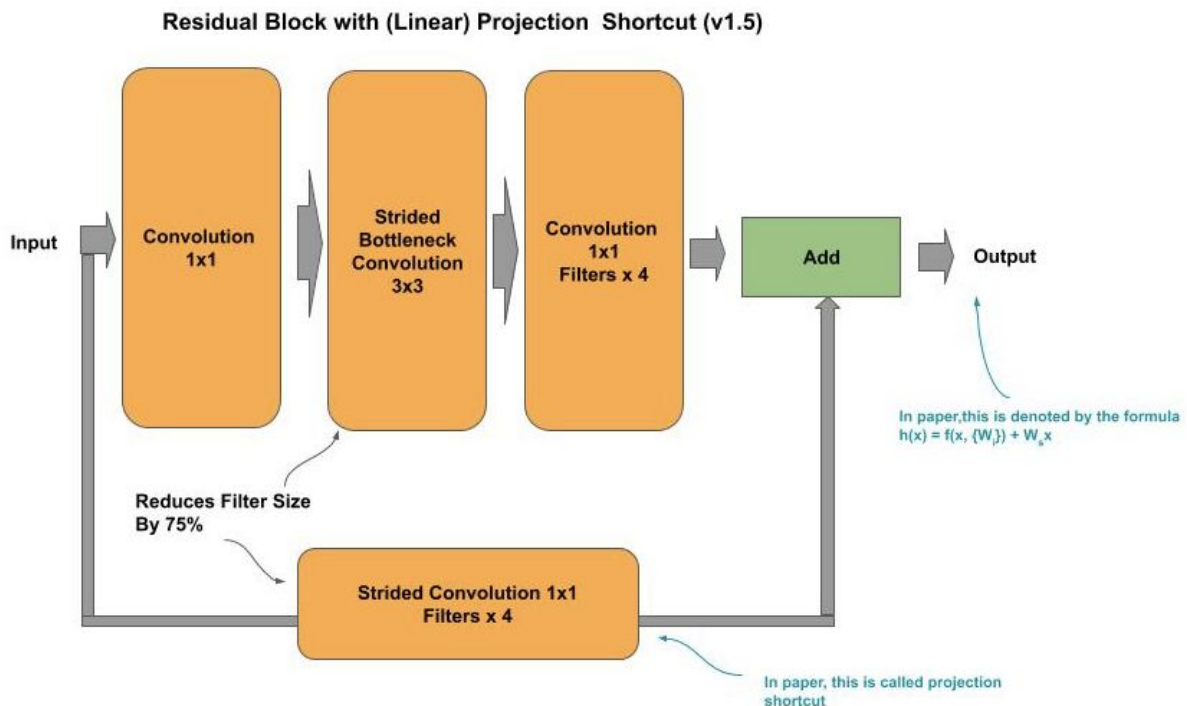 Residual Block with (Linear) Projection Shortcut (v1.5)
Input
Convolution
1x1
Strided
Bottleneck
Convolution
3x3
Convolution
1x1
Filters x 4
Add
Output
In paper,this is denoted by the formula
h(x) = f(x, {Wᵢ}) + Wₛx
Reduces Filter Size
By 75%
Strided Convolution 1x1
Filters x 4
In paper, this is called projection
shortcut